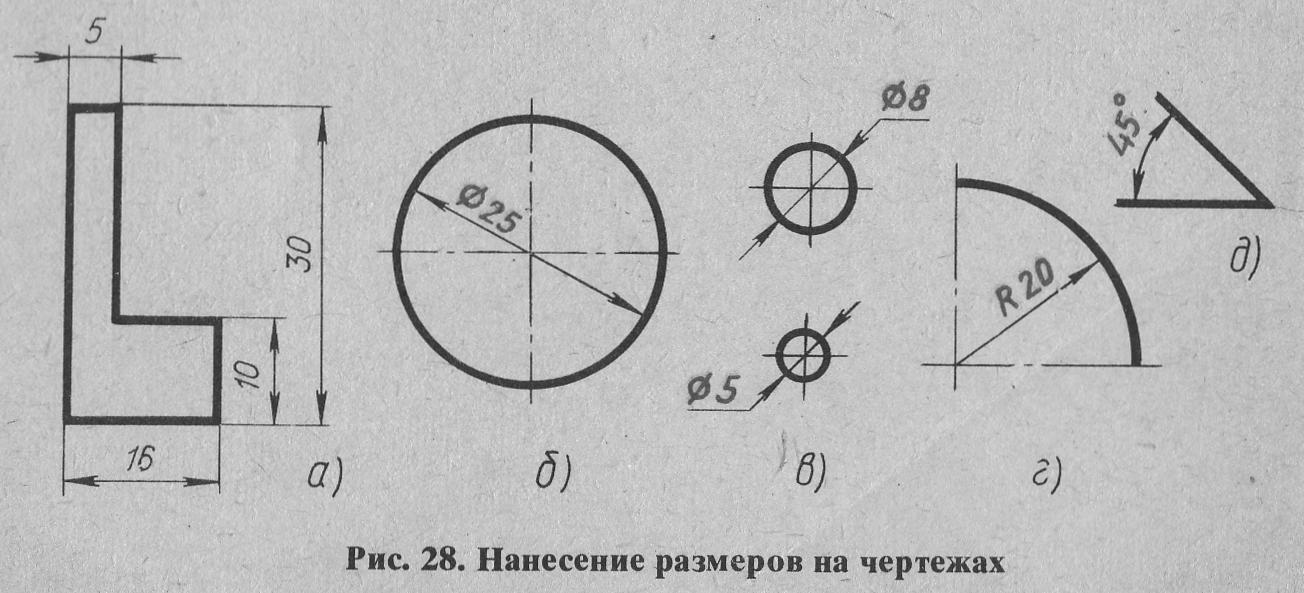 5
30
10
16
а)
Ø25
б)
Ø8
Ø5
в)
R20
г)
45°
д)
Рис. 28. Нанесение размеров на чертежах